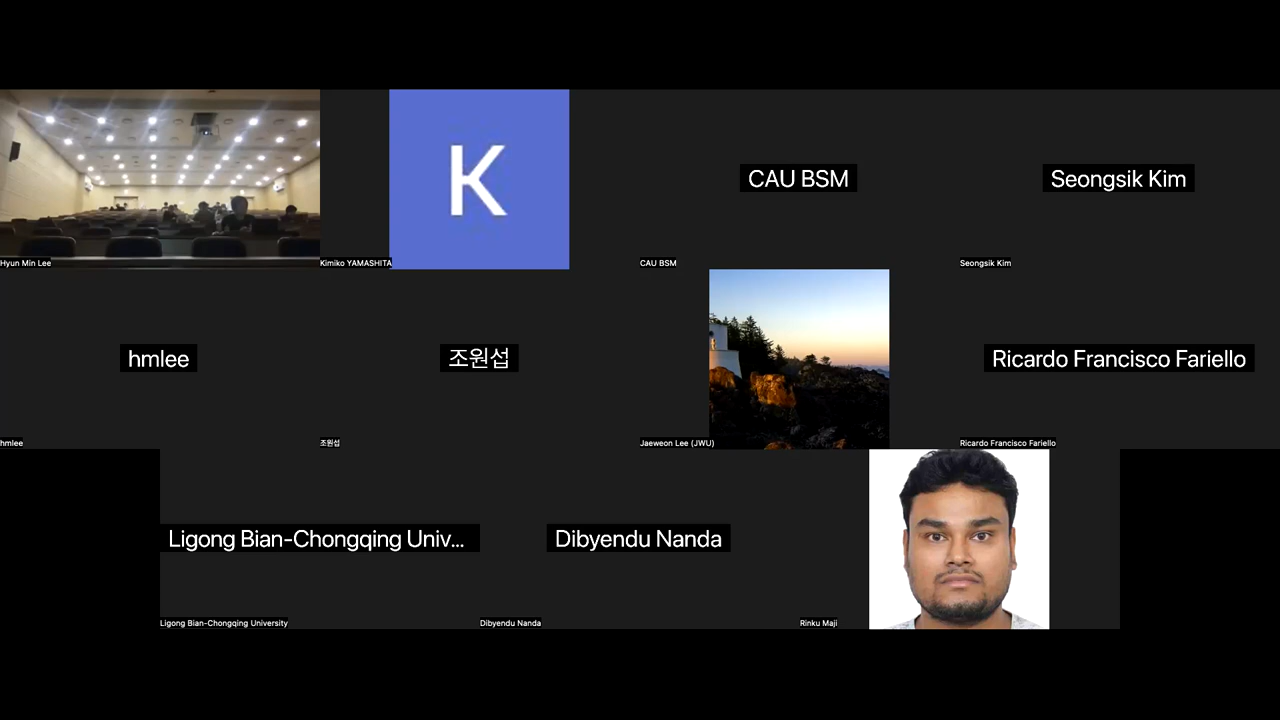 K
CAU BSM
Seongsik Kim
Hyun Min Lee
Kimiko YAMASHITA
CAU BSM
Seongsik Kim
hmlee
조원섭
Ricardo Francisco Fariello
hmlee
조원섭
Jaeweon Lee (JWU)
Ricardo Francisco Fariello
Ligong Bian-Chongqing Univ...
Dibyendu Nanda
Ligong Bian-Chongqing University
Dibyendu Nanda
Rinku Maji